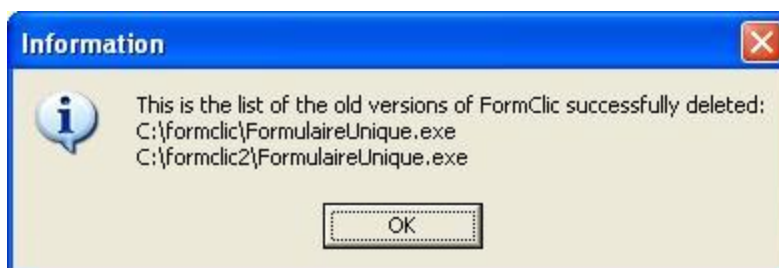 Information
This is the list of the old versions of FormClic successfully deleted:
C:\formclic\FormulaireUnique.exe
C:\formclic2\FormulaireUnique.exe
OK